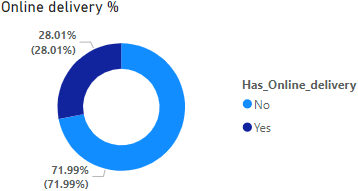 Online delivery %
28.01%
(28.01%)
Has_Online_delivery
No
Yes
71.99%
(71.99%)